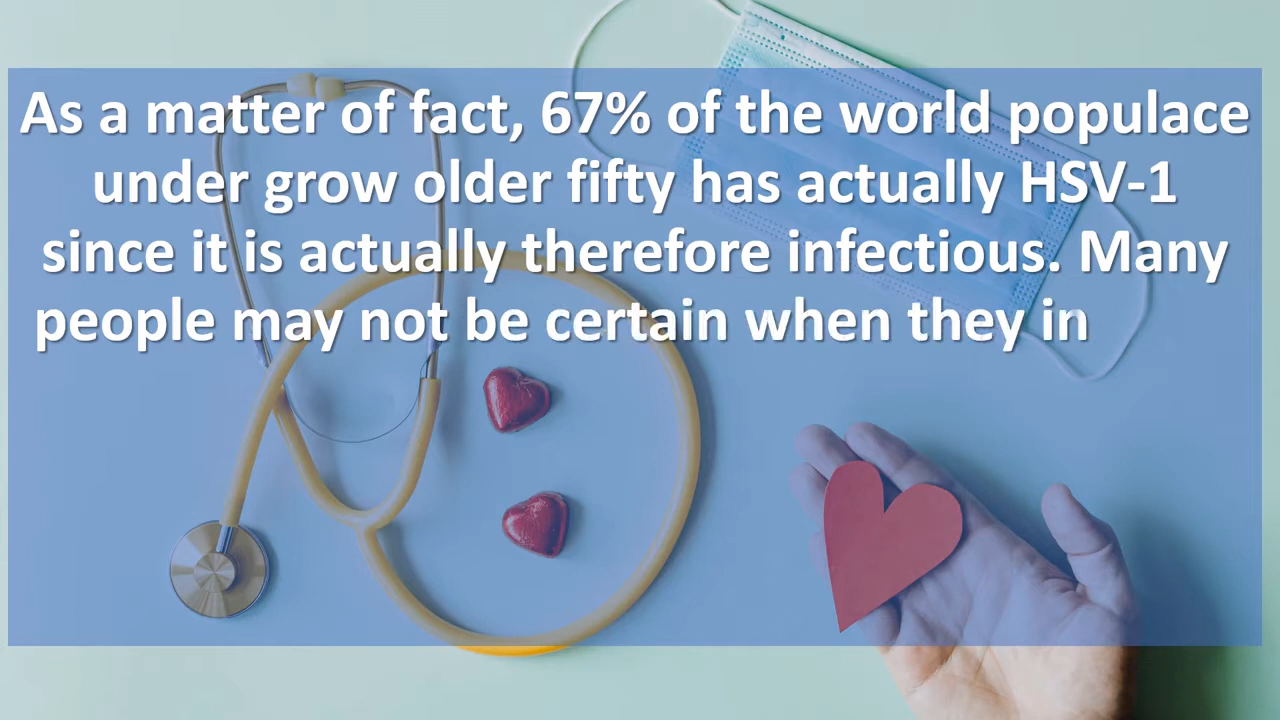 As a matter of fact, 67% of the world populace
under grow older fifty has actually HSV-1
since it is actually therefore infectious. Many
people may not be certain when they in